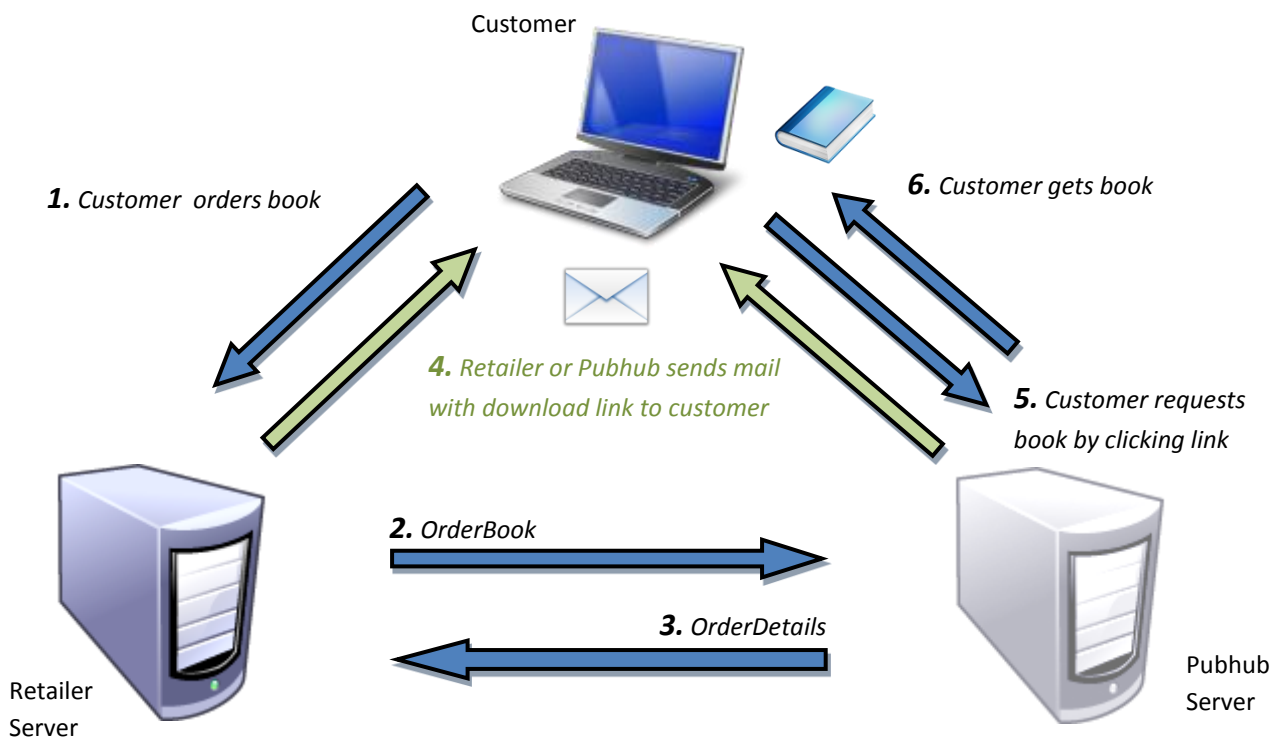 Customer
1. Customer orders book
6. Customer gets book
4. Retailer or Pubhub sends mail
with download link to customer
5. Customer requests
book by clicking link
2. OrderBook
3. OrderDetails
Retailer
Server
Pubhub
Server